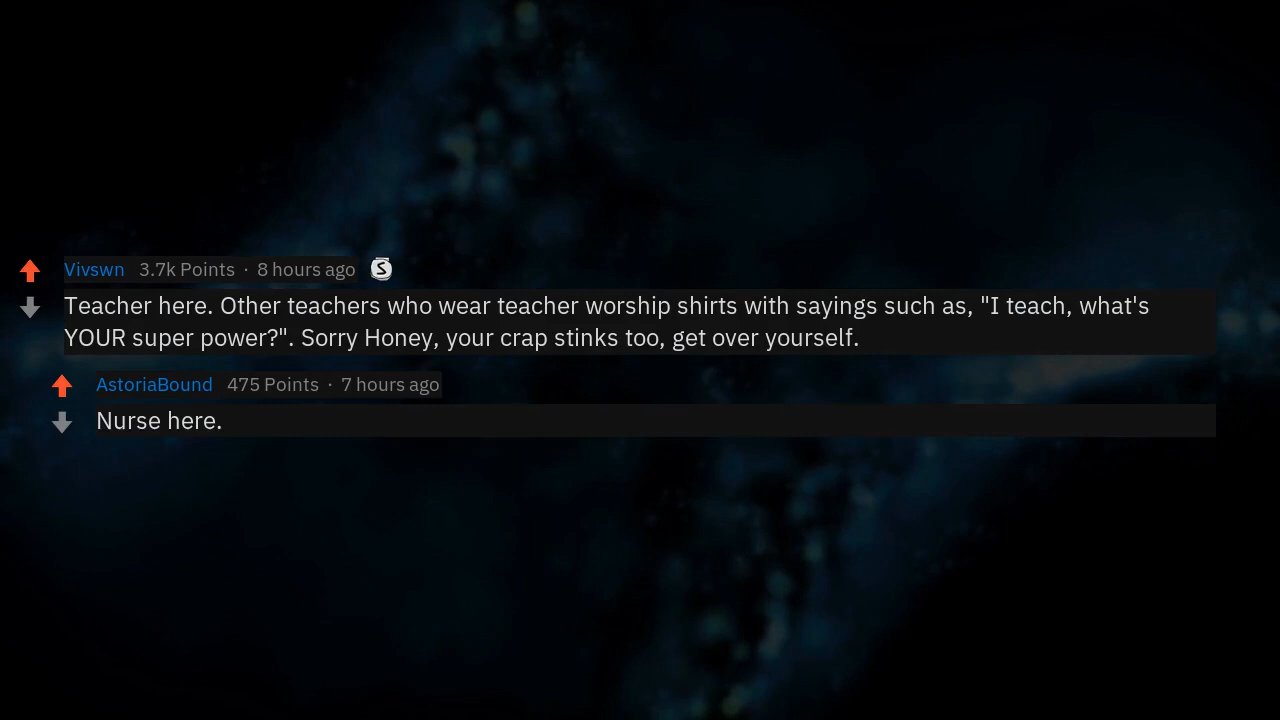 Vivswn 3.7k Points · 8 hours ago
Teacher here. Other teachers who wear teacher worship shirts with sayings such as, "I teach, what's
YOUR super power?". Sorry Honey, your crap stinks too, get over yourself.
AstoriaBound 475 Points · 7 hours ago
Nurse here.